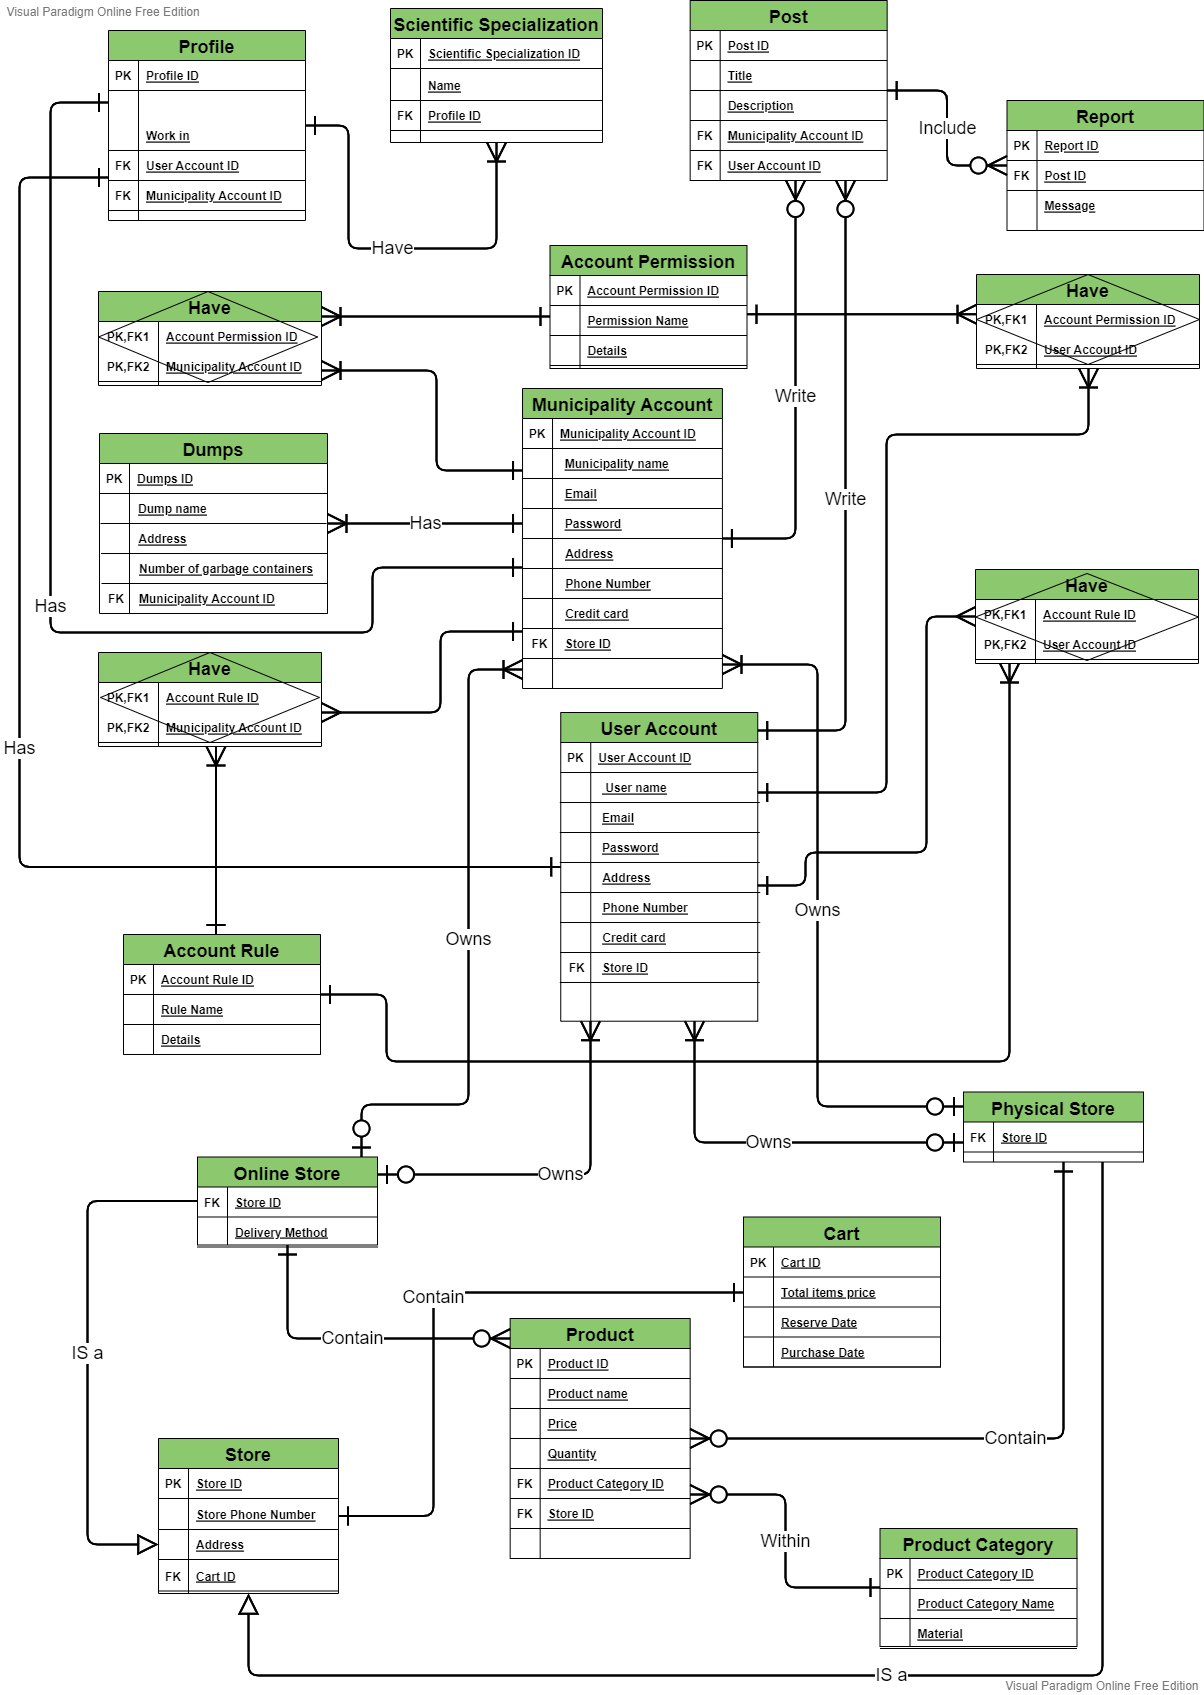 Visual Paradigm Online Free Edition
Profile
PK Profile ID
Work in
FK User Account ID
FK Municipality Account ID
Scientific Specialization
PK Scientific Specialization ID
Name
FK Profile ID
Post
PK Post ID
Title
Description
FK Municipality Account ID
FK User Account ID
Include
Report
PK Report ID
FK Post ID
Message
Have
Account Permission
PK Account Permission ID
Permission Name
Details
Have
PK,FK1 Account Permission ID
PK,FK2 Municipality Account ID
Have
PK,FK1 Account Permission ID
PK,FK2 User Account ID
Write
Write
Municipality Account
PK Municipality Account ID
Municipality name
Email
Password
Address
Phone Number
Credit card
FK Store ID
Dumps
PK Dumps ID
Dump name
Address
Number of garbage containers
FK Municipality Account ID
Has
Has
Has
Have
PK,FK1 Account Rule ID
PK,FK2 User Account ID
Have
PK,FK1 Account Rule ID
PK,FK2 Municipality Account ID
User Account
PK User Account ID
User name
Email
Password
Address
Phone Number
Credit card
FK Store ID
Owns
Owns
Account Rule
PK Account Rule ID
Rule Name
Details
Physical Store
FK Store ID
Owns
Owns
Online Store
FK Store ID
Delivery Method
Cart
PK Cart ID
Total items price
Reserve Date
Purchase Date
Contain
Contain
IS a
Product
PK Product ID
Product name
Price
Quantity
FK Product Category ID
FK Store ID
Contain
Store
PK Store ID
Store Phone Number
Address
FK Cart ID
Within
Product Category
PK Product Category ID
Product Category Name
Material
IS a
Visual Paradigm Online Free Edition